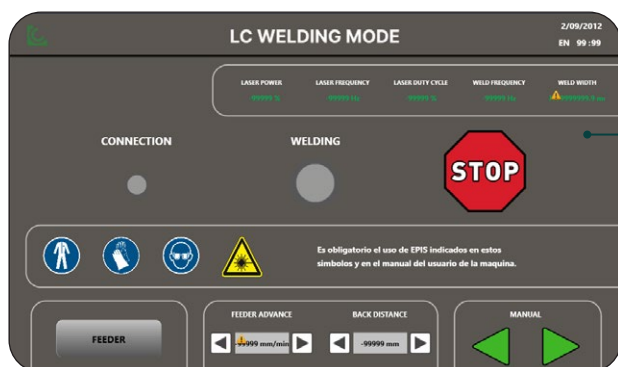 LC WELDING MODE
2/09/2012
EN 99:99
LASER POWER
LASER FREQUENCY
LASER DUTY CYCLE
WELD FREQUENCY
WELD WIDTH
-99999 %
-99999 Hz
-99999 %
-99999 Hz
CONNECTION
WELDING
STOP
Es obligatorio el uso de EPIS indicados en estos
simbolos y en el manual del usuario de la maquina.
FEEDER
FEEDER ADVANCE
BACK DISTANCE
MANUAL
-99999 mm/min
-99999 mm